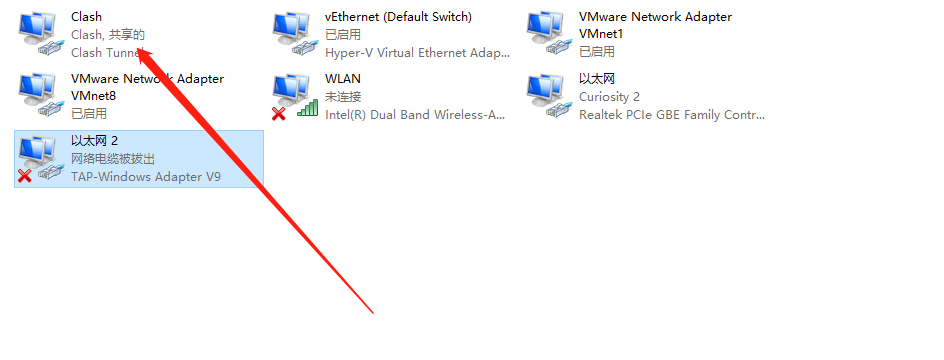 Clash
Clash, 共享的
Clash Tunnel
vEthernet (Default Switch)
已启用
Hyper-V Virtual Ethernet Adap...
VMware Network Adapter
VMnet1
已启用
VMware Network Adapter
VMnet8
已启用
WLAN
未连接
Intel(R) Dual Band Wireless-A...
以太网
Curiosity 2
Realtek PCIe GBE Family Contr...
以太网 2
网络电缆被拔出
TAP-Windows Adapter V9